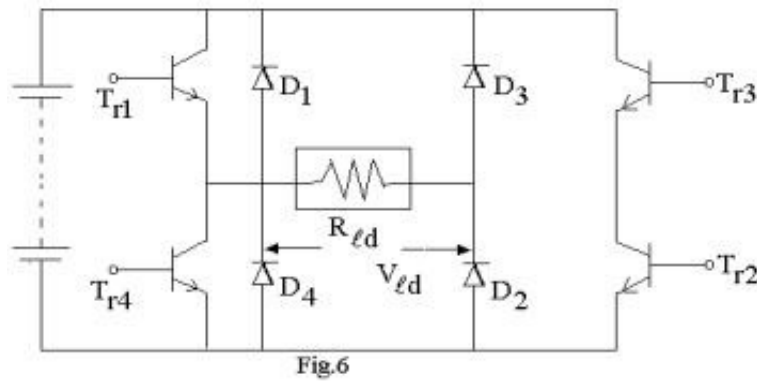 Tr1
D1
D3
Tr3
Rℓd
Vℓd
Tr4
D4
D2
Tr2
Fig.6